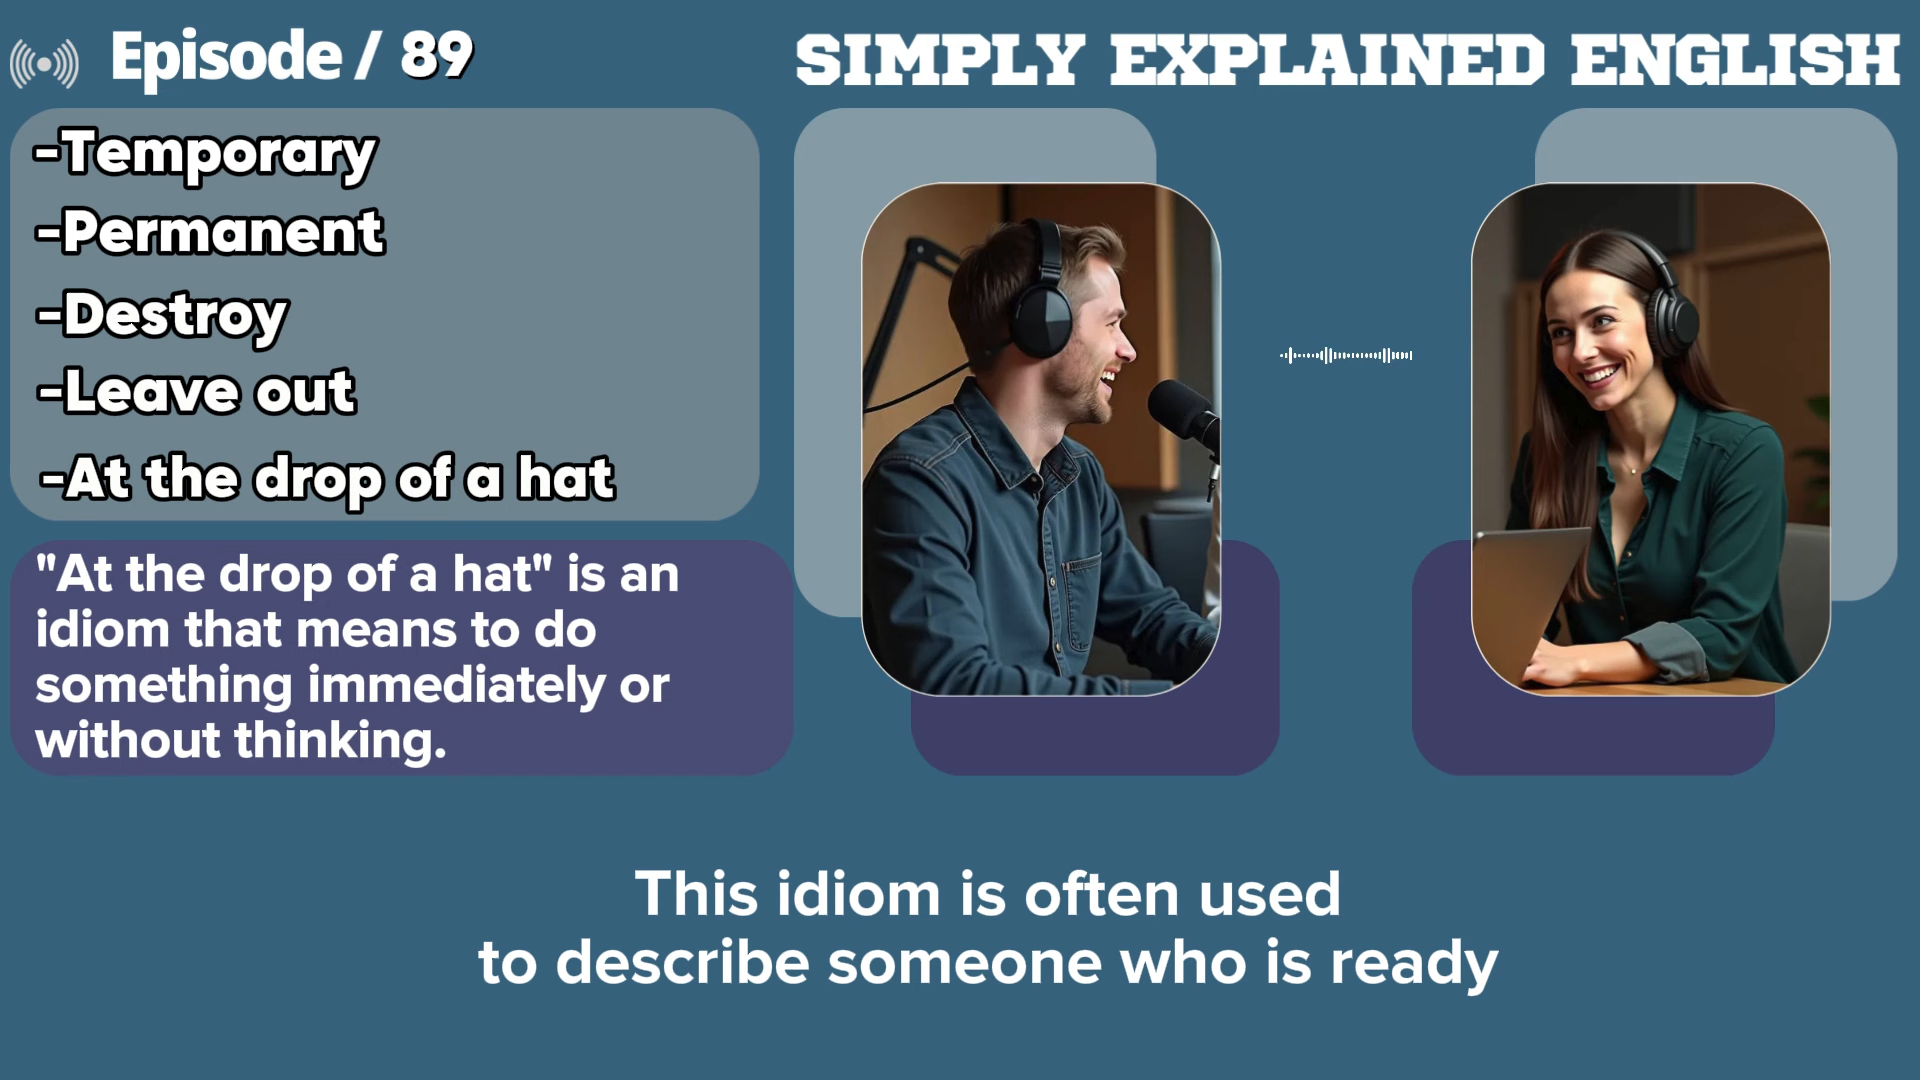 Episode / 89
SIMPLY EXPLAINED ENGLISH
-Temporary
-Permanent
-Destroy
-Leave out
-At the drop of a hat
"At the drop of a hat" is an
idiom that means to do
something immediately or
without thinking.
This idiom is often used
to describe someone who is ready